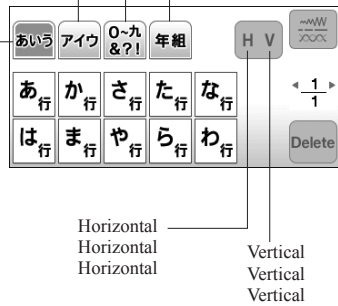 あいう アイウ 0~九 &?! 年組 H V
1
1
あ行 か行 さ行 た行 な行
は行 ま行 や行 ら行 わ行
Delete
Horizontal
Horizontal
Horizontal
Vertical
Vertical
Vertical